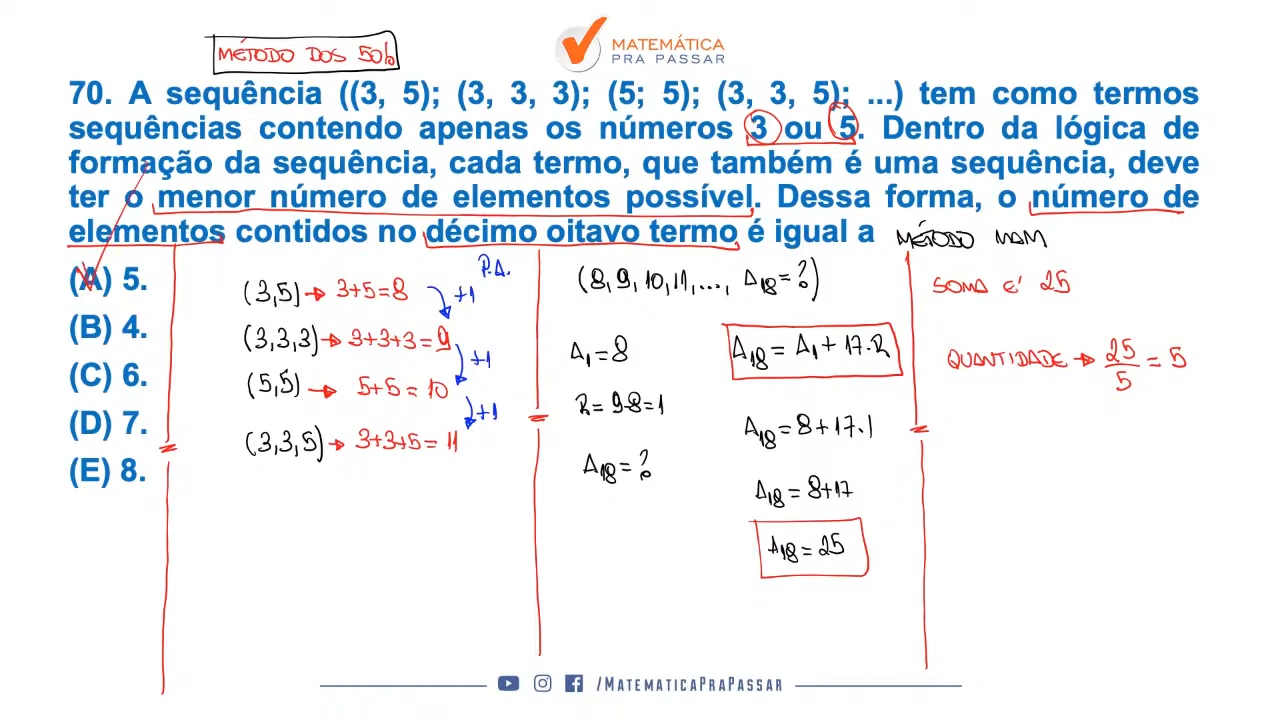 MÉTODO DOS 50%
MATEMÁTICA
PRA PASSAR
70. A sequência ((3, 5); (3, 3, 3); (5; 5); (3, 3, 5); ...) tem como termos
sequências contendo apenas os números 3 ou 5. Dentro da lógica de
formação da sequência, cada termo, que também é uma sequência, deve
ter o menor número de elementos possível. Dessa forma, o número de
elementos contidos no décimo oitavo termo é igual a
MÉTODO MPM
(A) 5.
(B) 4.
(C) 6.
(D) 7.
(E) 8.
P.A.
(3,5) → 3+5=8
+1
(3,3,3) → 3+3+3=9
+1
(5,5) → 5+5=10
+1
(3,3,5) → 3+3+5=11
(8, 9, 10, 11, ..., A18=?)
A1=8
R=9-8=1
A18=?
A18=A1+17.R
A18=8+17.1
A18=8+17
A18=25
SOMA É 25
QUANTIDADE → 25/5 = 5
/MATEMATICAPRAPASSAR